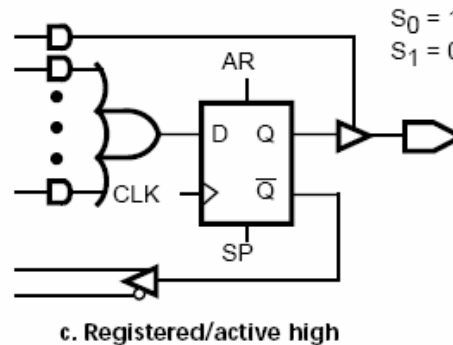 S0 = 1
S1 = 0
AR
D Q
CLK
Q̅
SP
c. Registered/active high